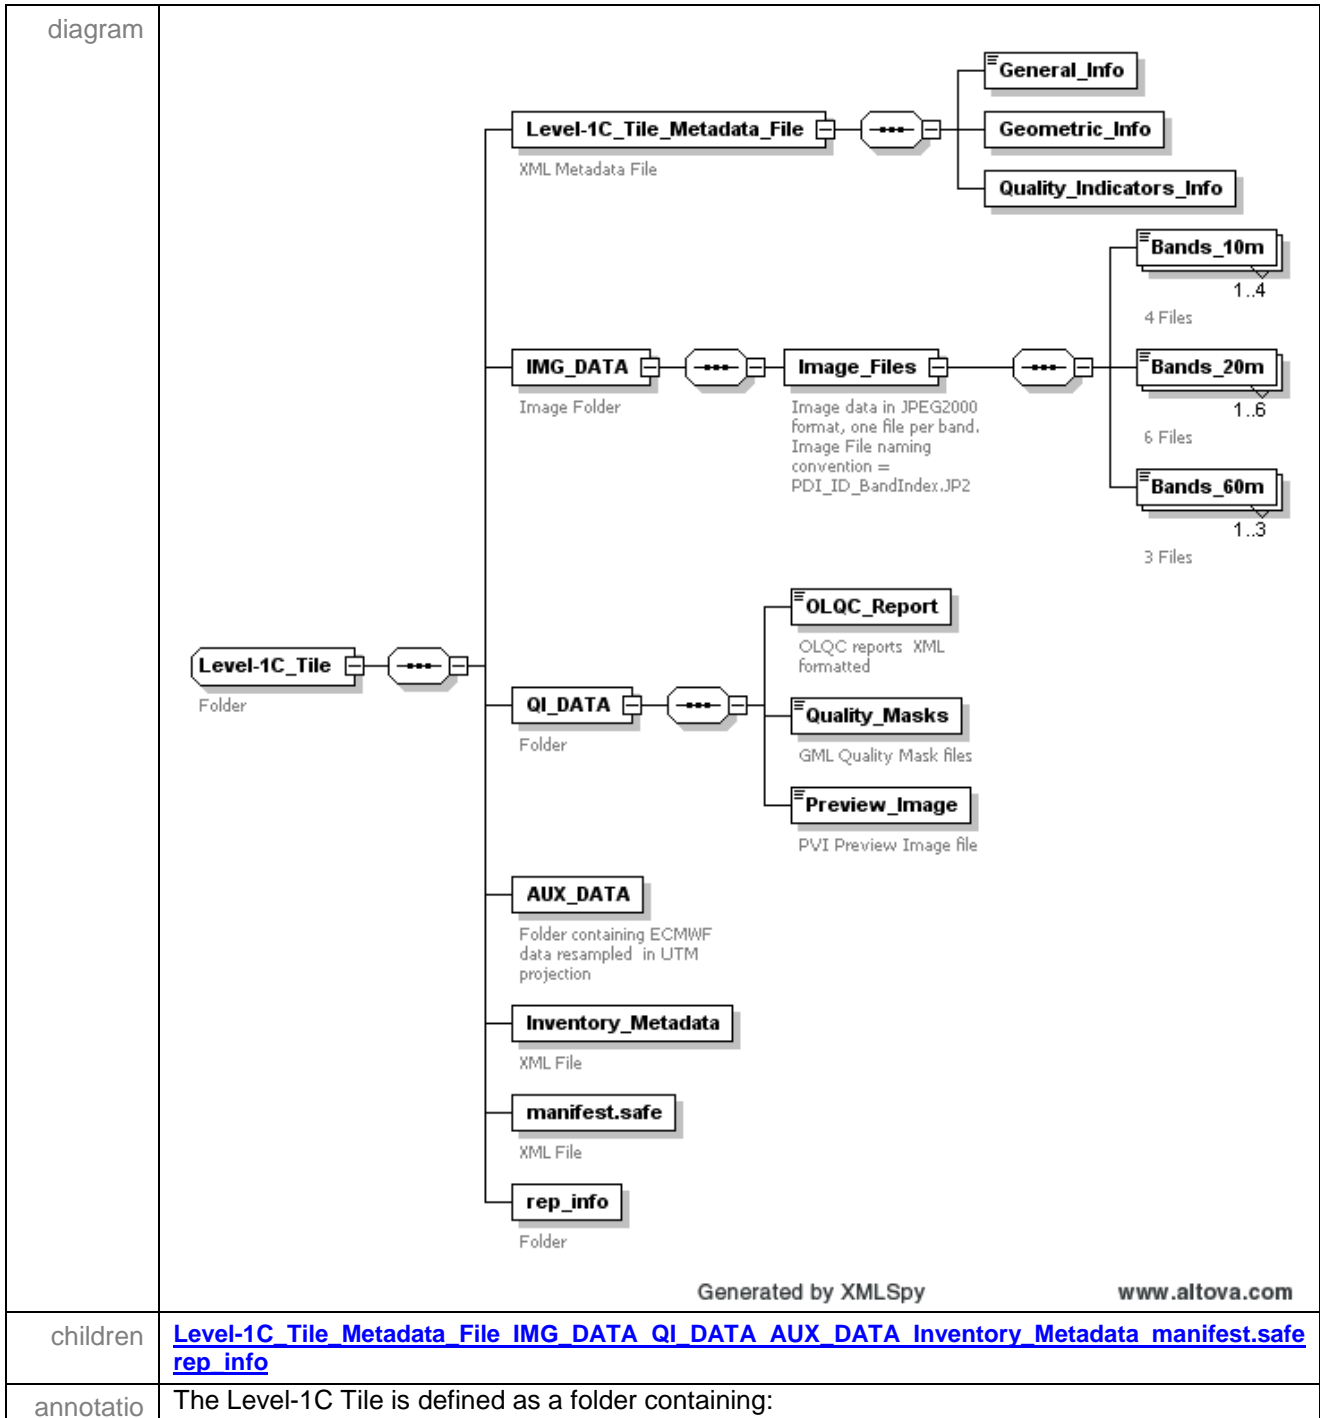 diagram
General_Info
Level-1C_Tile_Metadata_File
XML Metadata File
Geometric_Info
Quality_Indicators_Info
Bands_10m
1..4
4 Files
IMG_DATA
Image Folder
Image_Files
Image data in JPEG2000
format, one file per band.
Image File naming
convention =
PDI_ID_BandIndex.JP2
Bands_20m
1..6
6 Files
Bands_60m
1..3
3 Files
Level-1C_Tile
Folder
QI_DATA
Folder
OLQC_Report
OLQC reports XML
formatted
Quality_Masks
GML Quality Mask files
Preview_Image
PVI Preview Image file
AUX_DATA
Folder containing ECMWF
data resampled in UTM
projection
Inventory_Metadata
XML File
manifest.safe
XML File
rep_info
Folder
Generated by XMLSpy
www.altova.com
children
Level-1C_Tile_Metadata_File IMG_DATA QI_DATA AUX_DATA Inventory_Metadata manifest.safe
rep_info
annotatio
The Level-1C Tile is defined as a folder containing: